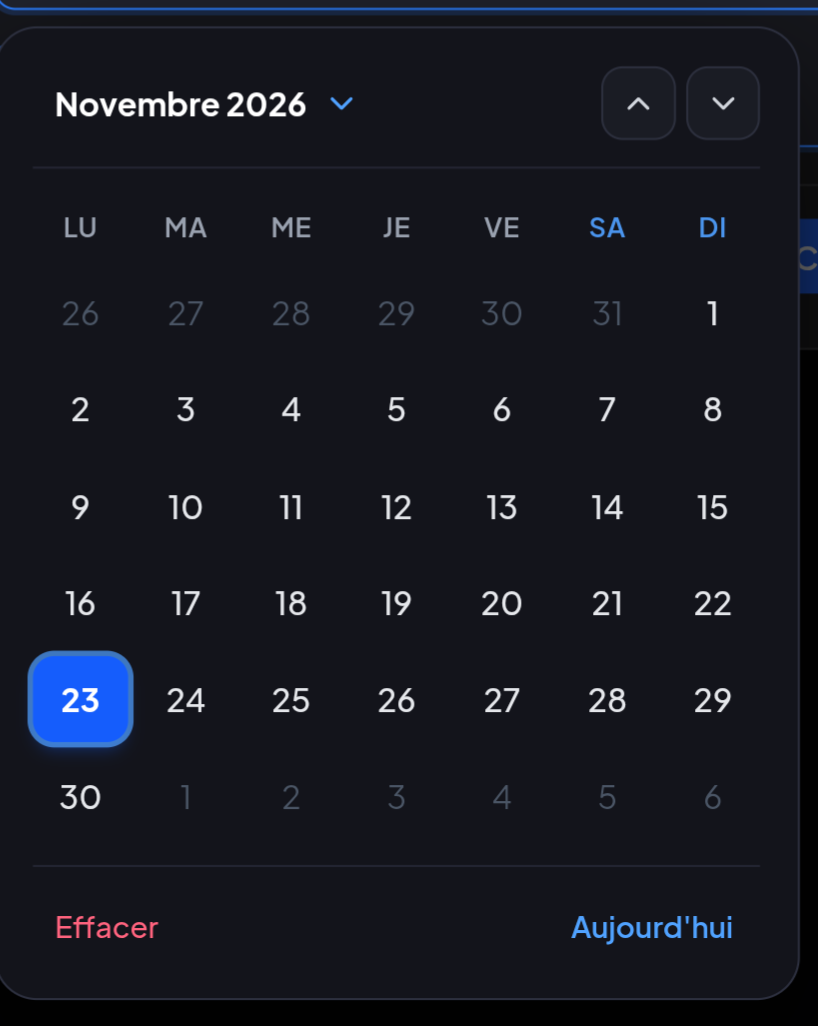 Novembre 2026
LU MA ME JE VE SA DI
26 27 28 29 30 31 1
2 3 4 5 6 7 8
9 10 11 12 13 14 15
16 17 18 19 20 21 22
23 24 25 26 27 28 29
30 1 2 3 4 5 6
Effacer Aujourd'hui